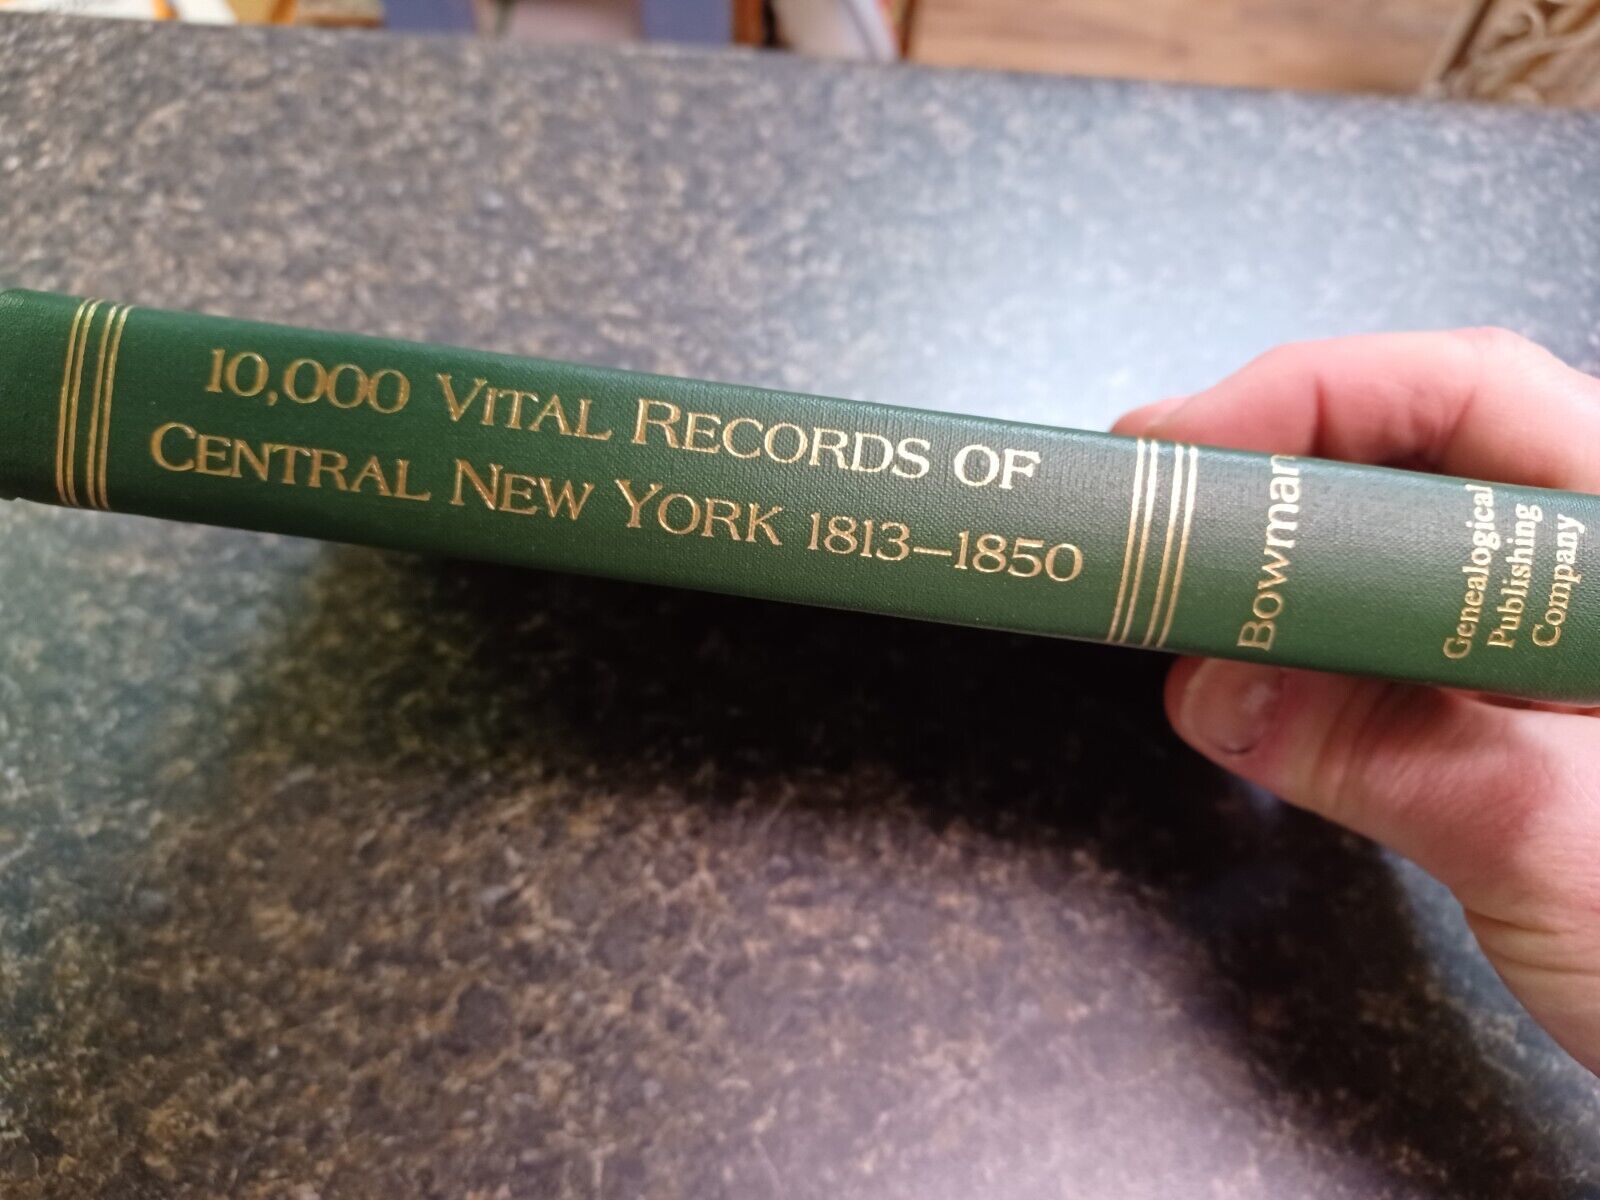 10,000 VITAL RECORDS OF
CENTRAL NEW YORK 1813–1850
Bowman
Genealogical
Publishing
Company